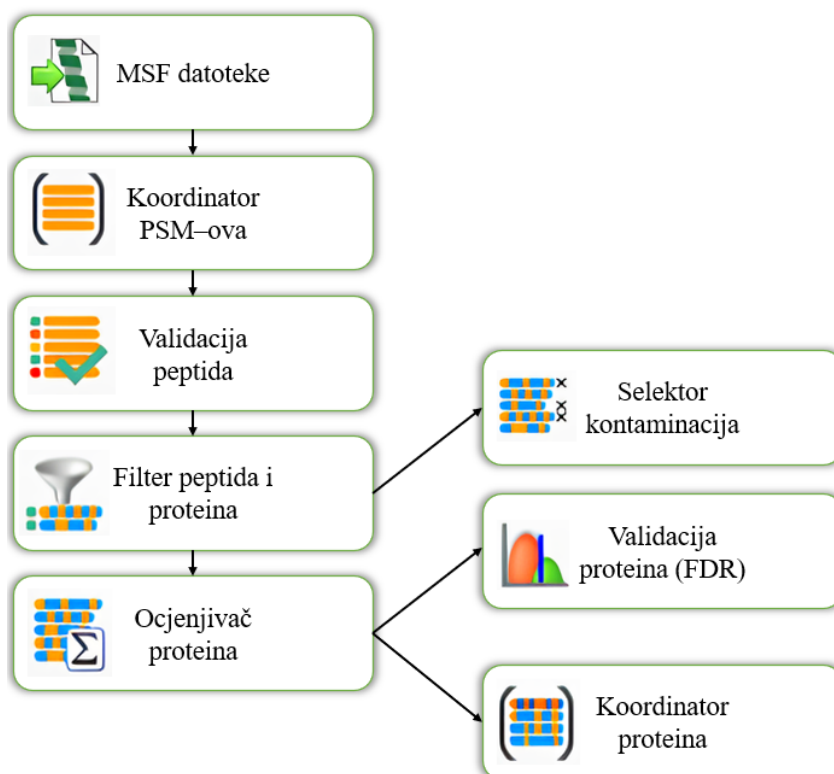 MSF datoteke
Koordinator
PSM–ova
Validacija
peptida
Filter peptida i
proteina
Ocjenjivač
proteina
Selektor
kontaminacija
Validacija
proteina (FDR)
Koordinator
proteina